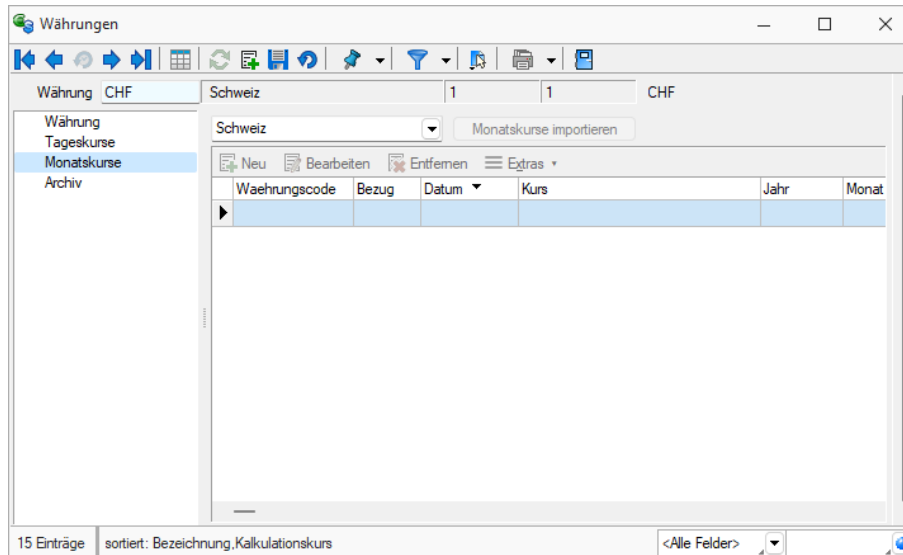 Währungen
Währung CHF Schweiz 1 1 CHF
Währung
Tageskurse
Monatskurse
Archiv
Schweiz Monatskurse importieren
Neu Bearbeiten Entfernen Extras
Waehrungscode Bezug Datum Kurs Jahr Monat
15 Einträge sortiert: Bezeichnung,Kalkulationskurs <Alle Felder>